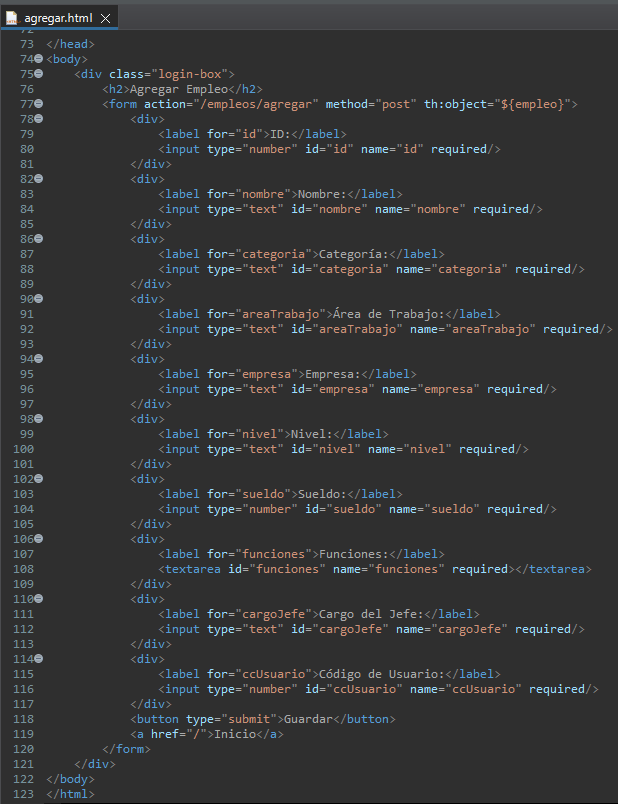 agregar.html
72
73 </head>
74 <body>
75     <div class="login-box">
76         <h2>Agregar Empleo</h2>
77         <form action="/empleos/agregar" method="post" th:object="${empleo}">
78             <div>
79                 <label for="id">ID:</label>
80                 <input type="number" id="id" name="id" required/>
81             </div>
82             <div>
83                 <label for="nombre">Nombre:</label>
84                 <input type="text" id="nombre" name="nombre" required/>
85             </div>
86             <div>
87                 <label for="categoria">Categoría:</label>
88                 <input type="text" id="categoria" name="categoria" required/>
89             </div>
90             <div>
91                 <label for="areaTrabajo">Área de Trabajo:</label>
92                 <input type="text" id="areaTrabajo" name="areaTrabajo" required/>
93             </div>
94             <div>
95                 <label for="empresa">Empresa:</label>
96                 <input type="text" id="empresa" name="empresa" required/>
97             </div>
98             <div>
99                 <label for="nivel">Nivel:</label>
100                 <input type="text" id="nivel" name="nivel" required/>
101             </div>
102             <div>
103                 <label for="sueldo">Sueldo:</label>
104                 <input type="number" id="sueldo" name="sueldo" required/>
105             </div>
106             <div>
107                 <label for="funciones">Funciones:</label>
108                 <textarea id="funciones" name="funciones" required></textarea>
109             </div>
110             <div>
111                 <label for="cargoJefe">Cargo del Jefe:</label>
112                 <input type="text" id="cargoJefe" name="cargoJefe" required/>
113             </div>
114             <div>
115                 <label for="ccUsuario">Código de Usuario:</label>
116                 <input type="number" id="ccUsuario" name="ccUsuario" required/>
117             </div>
118             <button type="submit">Guardar</button>
119             <a href="/">Inicio</a>
120         </form>
121     </div>
122 </body>
123 </html>